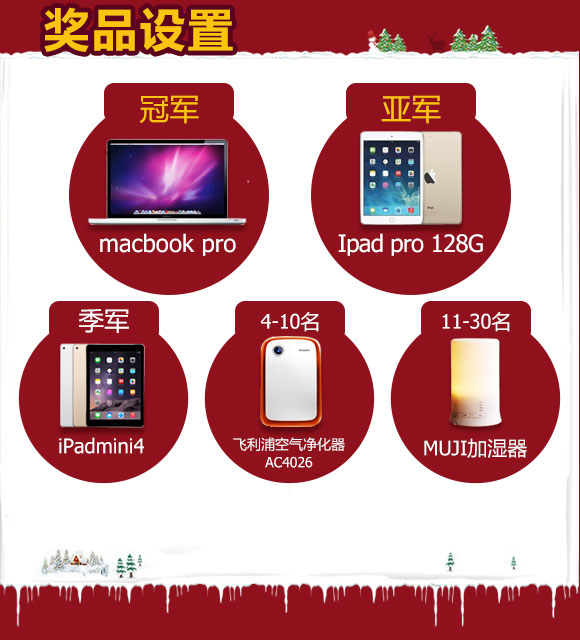 奖品设置
冠军
macbook pro
亚军
Ipad pro 128G
季军
iPadmini4
4-10名
飞利浦空气净化器
AC4026
11-30名
MUJI加湿器